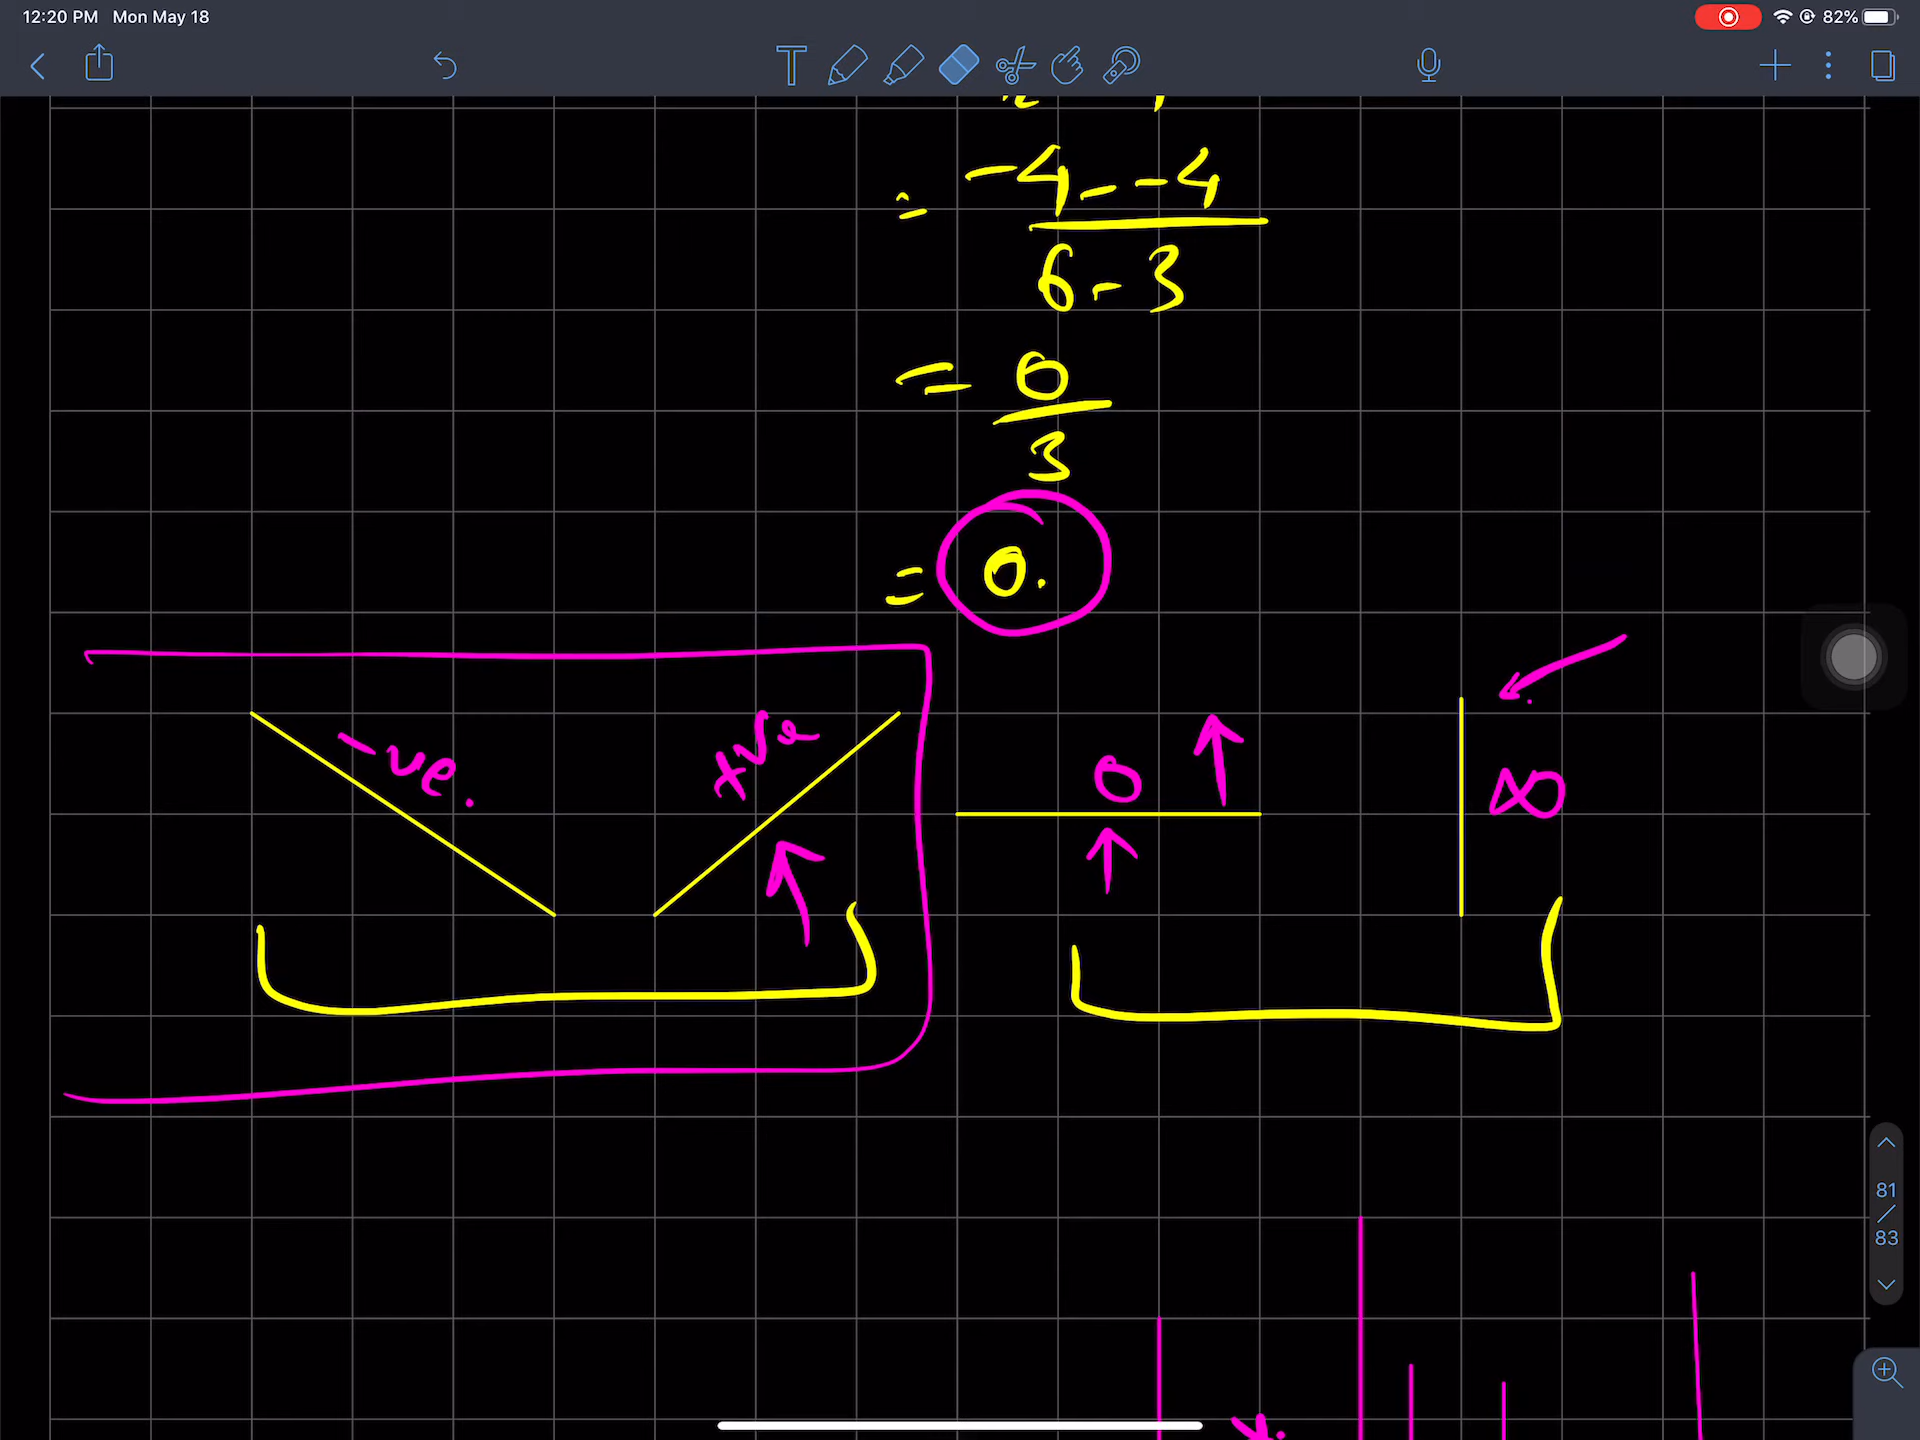 12:20 PM Mon May 18
82%
T
= -4 - -4
6 - 3
= 0
3
= 0.
-ve.
+ve
0
∞
81
/
83